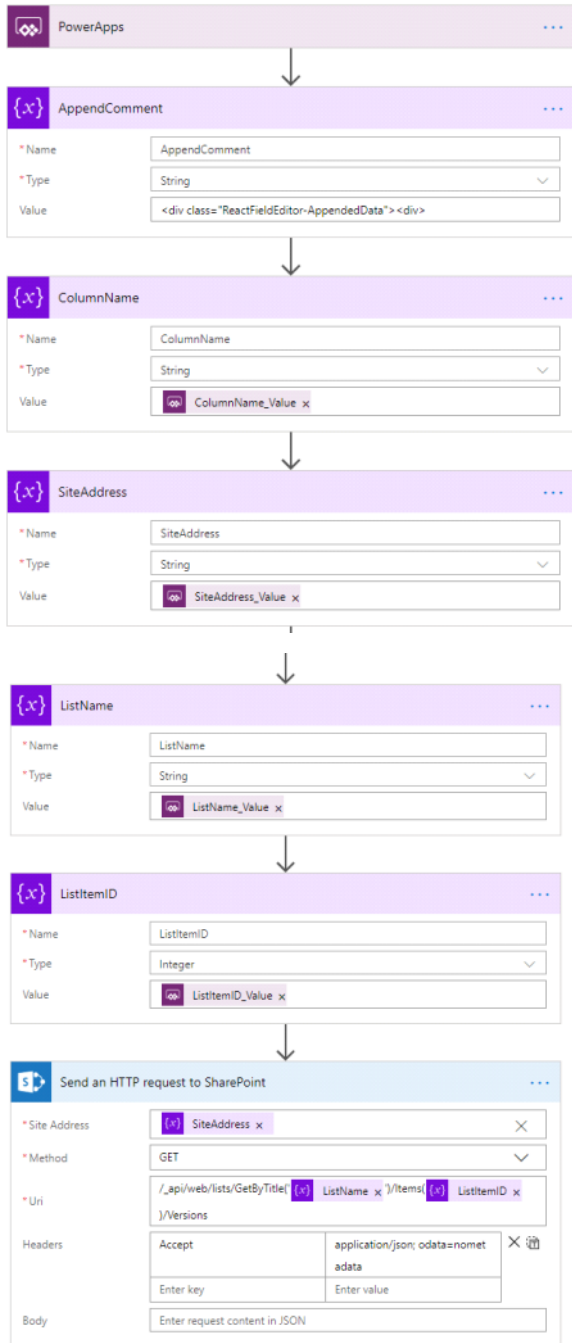 PowerApps
{x} AppendComment
* Name AppendComment
* Type String
Value <div class="ReactFieldEditor-AppendedData"><div>
{x} ColumnName
* Name ColumnName
* Type String
Value ColumnName_Value x
{x} SiteAddress
* Name SiteAddress
* Type String
Value SiteAddress_Value x
{x} ListName
* Name ListName
* Type String
Value ListName_Value x
{x} ListItemID
* Name ListItemID
* Type Integer
Value ListItemID_Value x
S Send an HTTP request to SharePoint
* Site Address {x} SiteAddress x
* Method GET
* Uri /_api/web/lists/GetByTitle('{x} ListName x ')/Items( {x} ListItemID x
)/Versions
Headers Accept application/json; odata=nomet
adata
Enter key Enter value
Body Enter request content in JSON